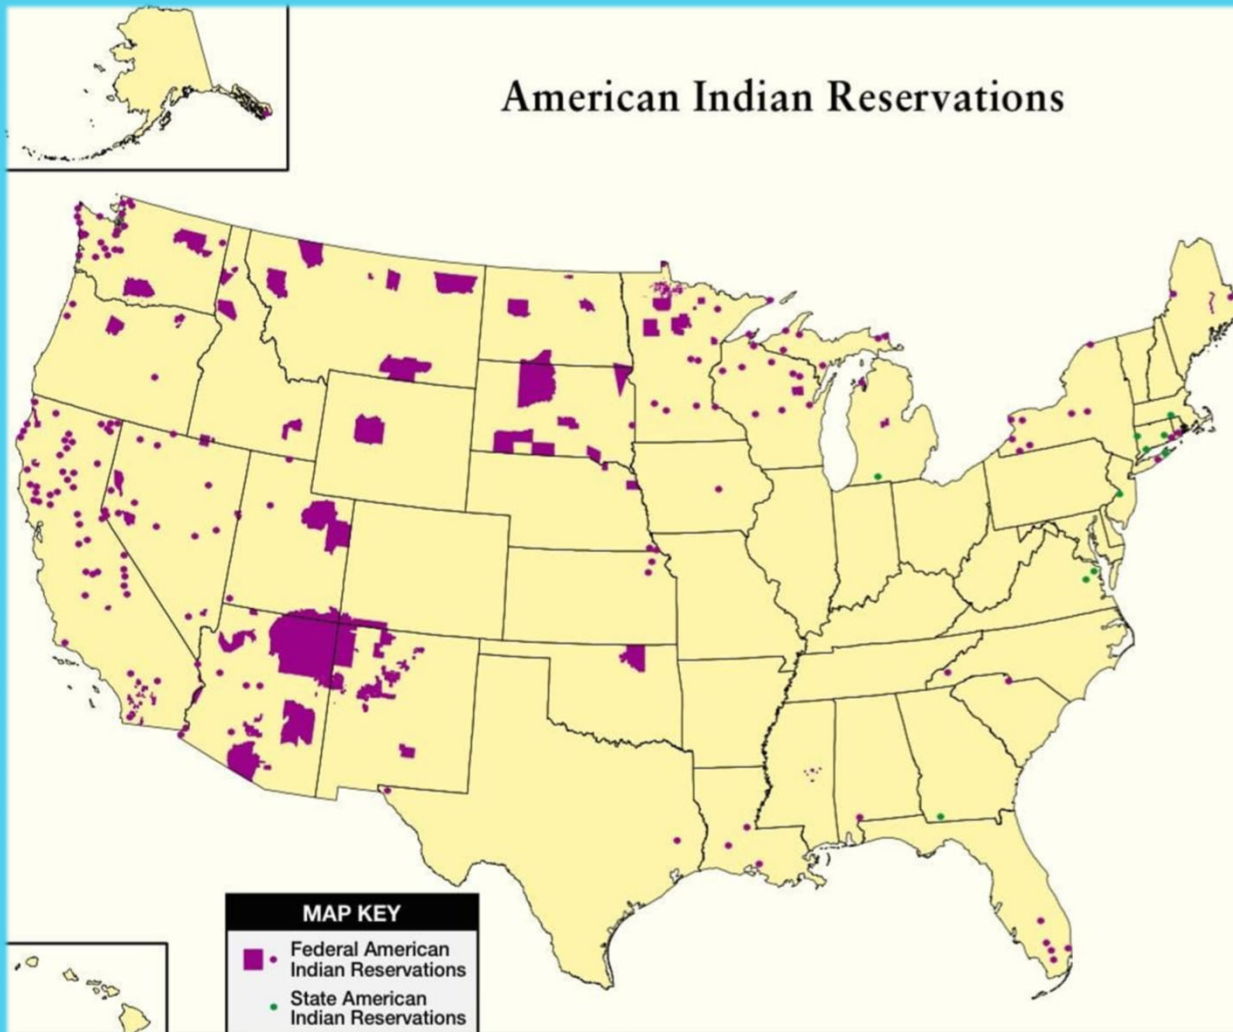 American Indian Reservations
MAP KEY
Federal American
Indian Reservations
State American
Indian Reservations